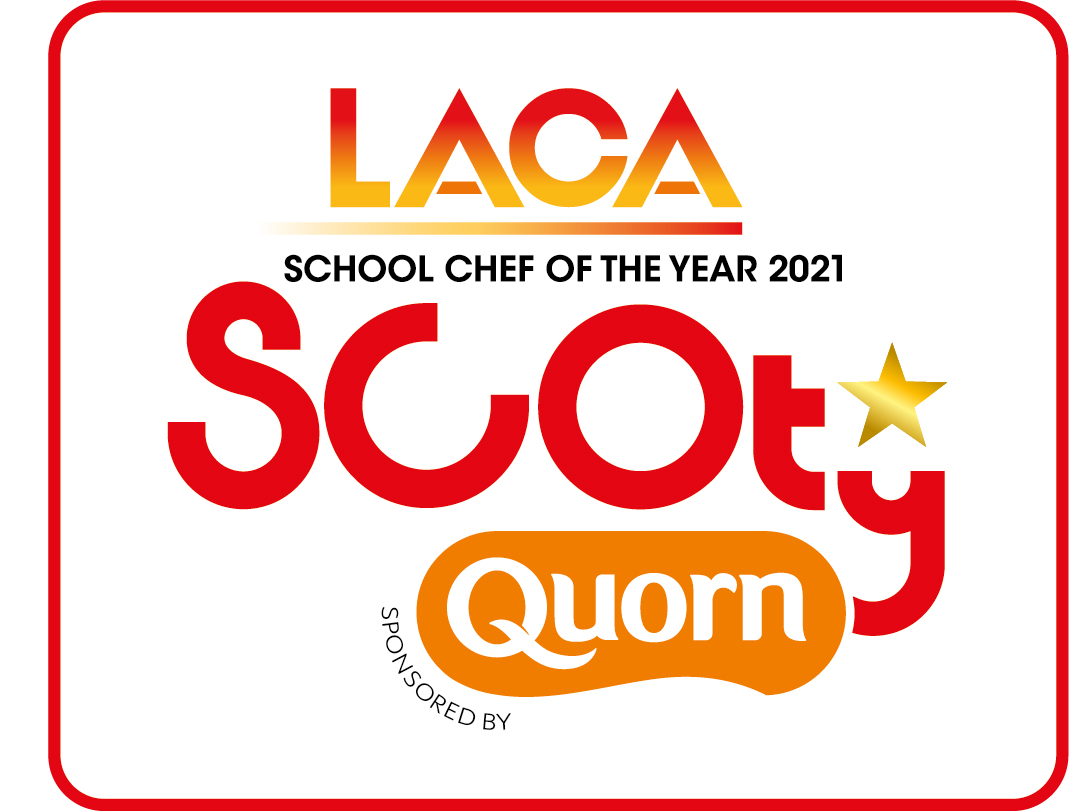 LACA
SCHOOL CHEF OF THE YEAR 2021
SCOty
Quorn
SPONSORED BY